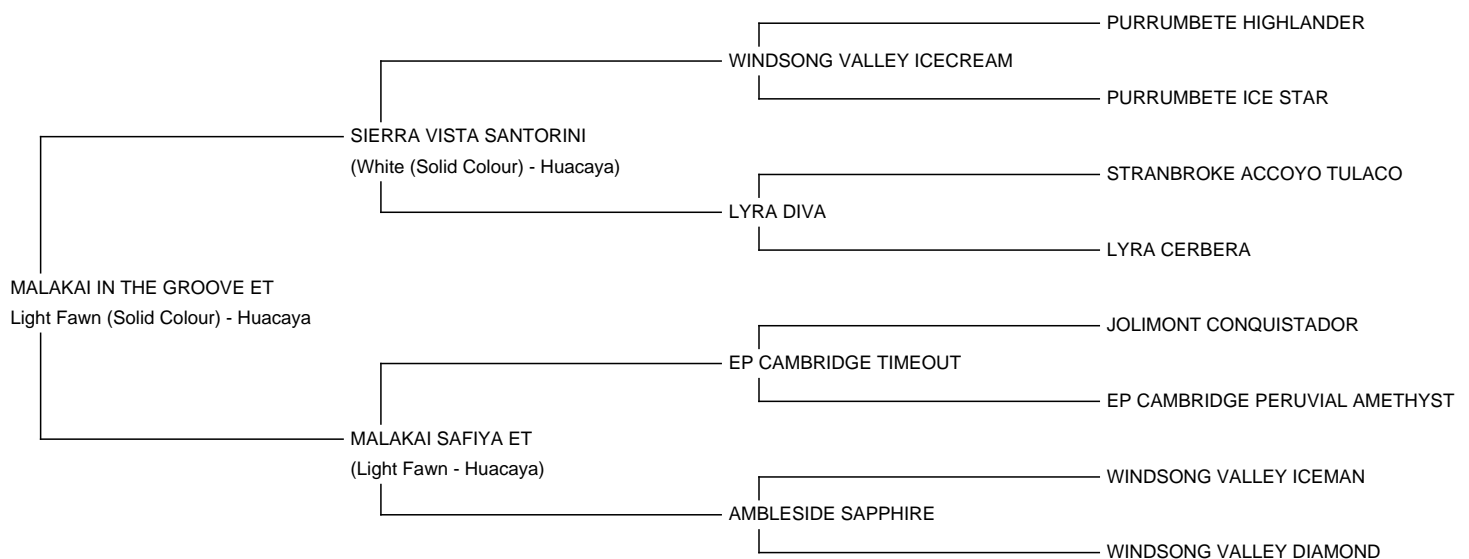 PURRUMBETE HIGHLANDER
WINDSONG VALLEY ICECREAM
PURRUMBETE ICE STAR
SIERRA VISTA SANTORINI
(White (Solid Colour) - Huacaya)
STRANBROKE ACCOYO TULACO
LYRA DIVA
LYRA CERBERA
MALAKAI IN THE GROOVE ET
Light Fawn (Solid Colour) - Huacaya
JOLIMONT CONQUISTADOR
EP CAMBRIDGE TIMEOUT
EP CAMBRIDGE PERUVIAL AMETHYST
MALAKAI SAFIYA ET
(Light Fawn - Huacaya)
WINDSONG VALLEY ICEMAN
AMBLESIDE SAPPHIRE
WINDSONG VALLEY DIAMOND